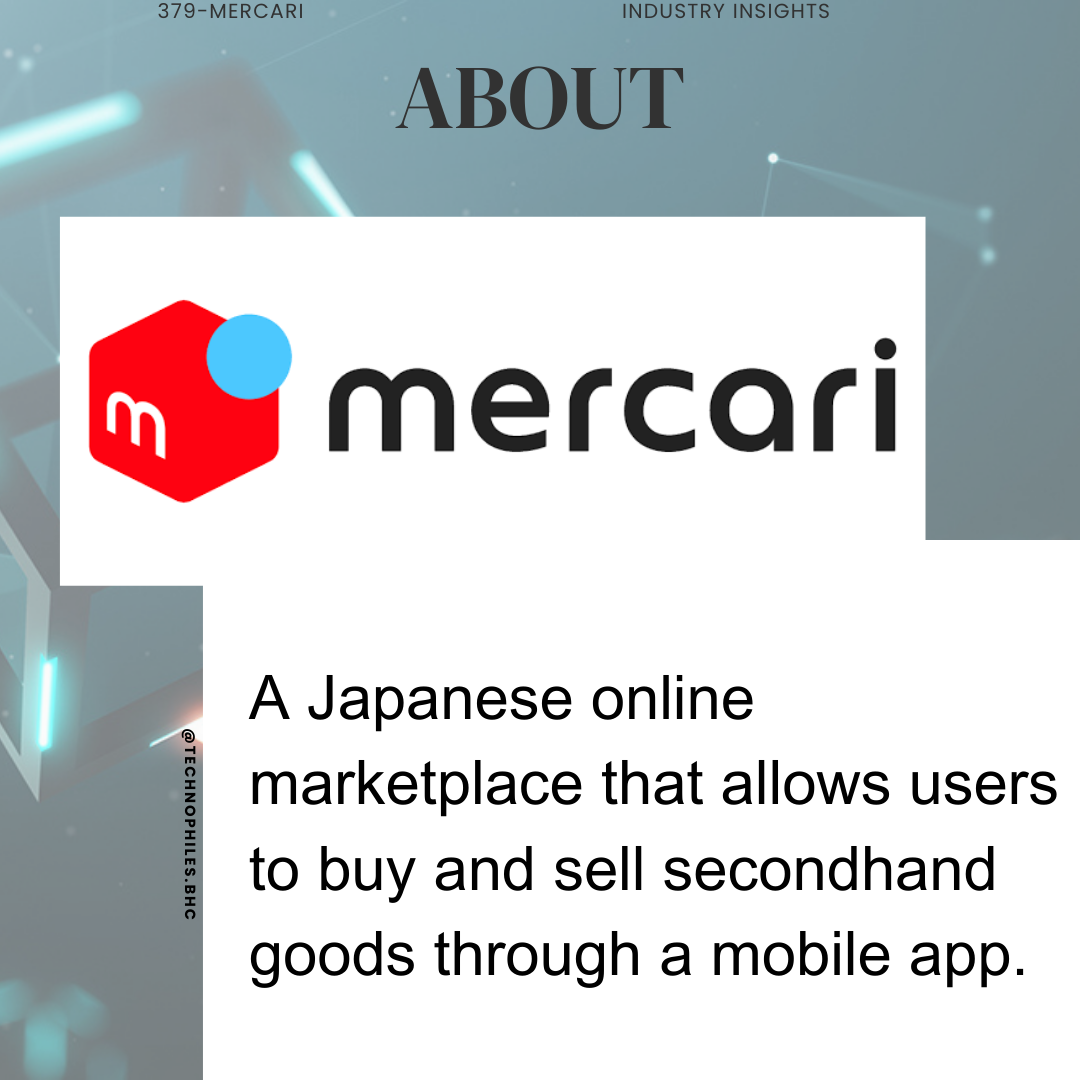 379-MERCARI
INDUSTRY INSIGHTS
ABOUT
m
mercari
A Japanese online
marketplace that allows users
to buy and sell secondhand
goods through a mobile app.
@TECHNOPHILES.BHC